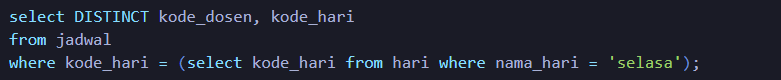 select DISTINCT kode_dosen, kode_hari
from jadwal
where kode_hari = (select kode_hari from hari where nama_hari = 'selasa');